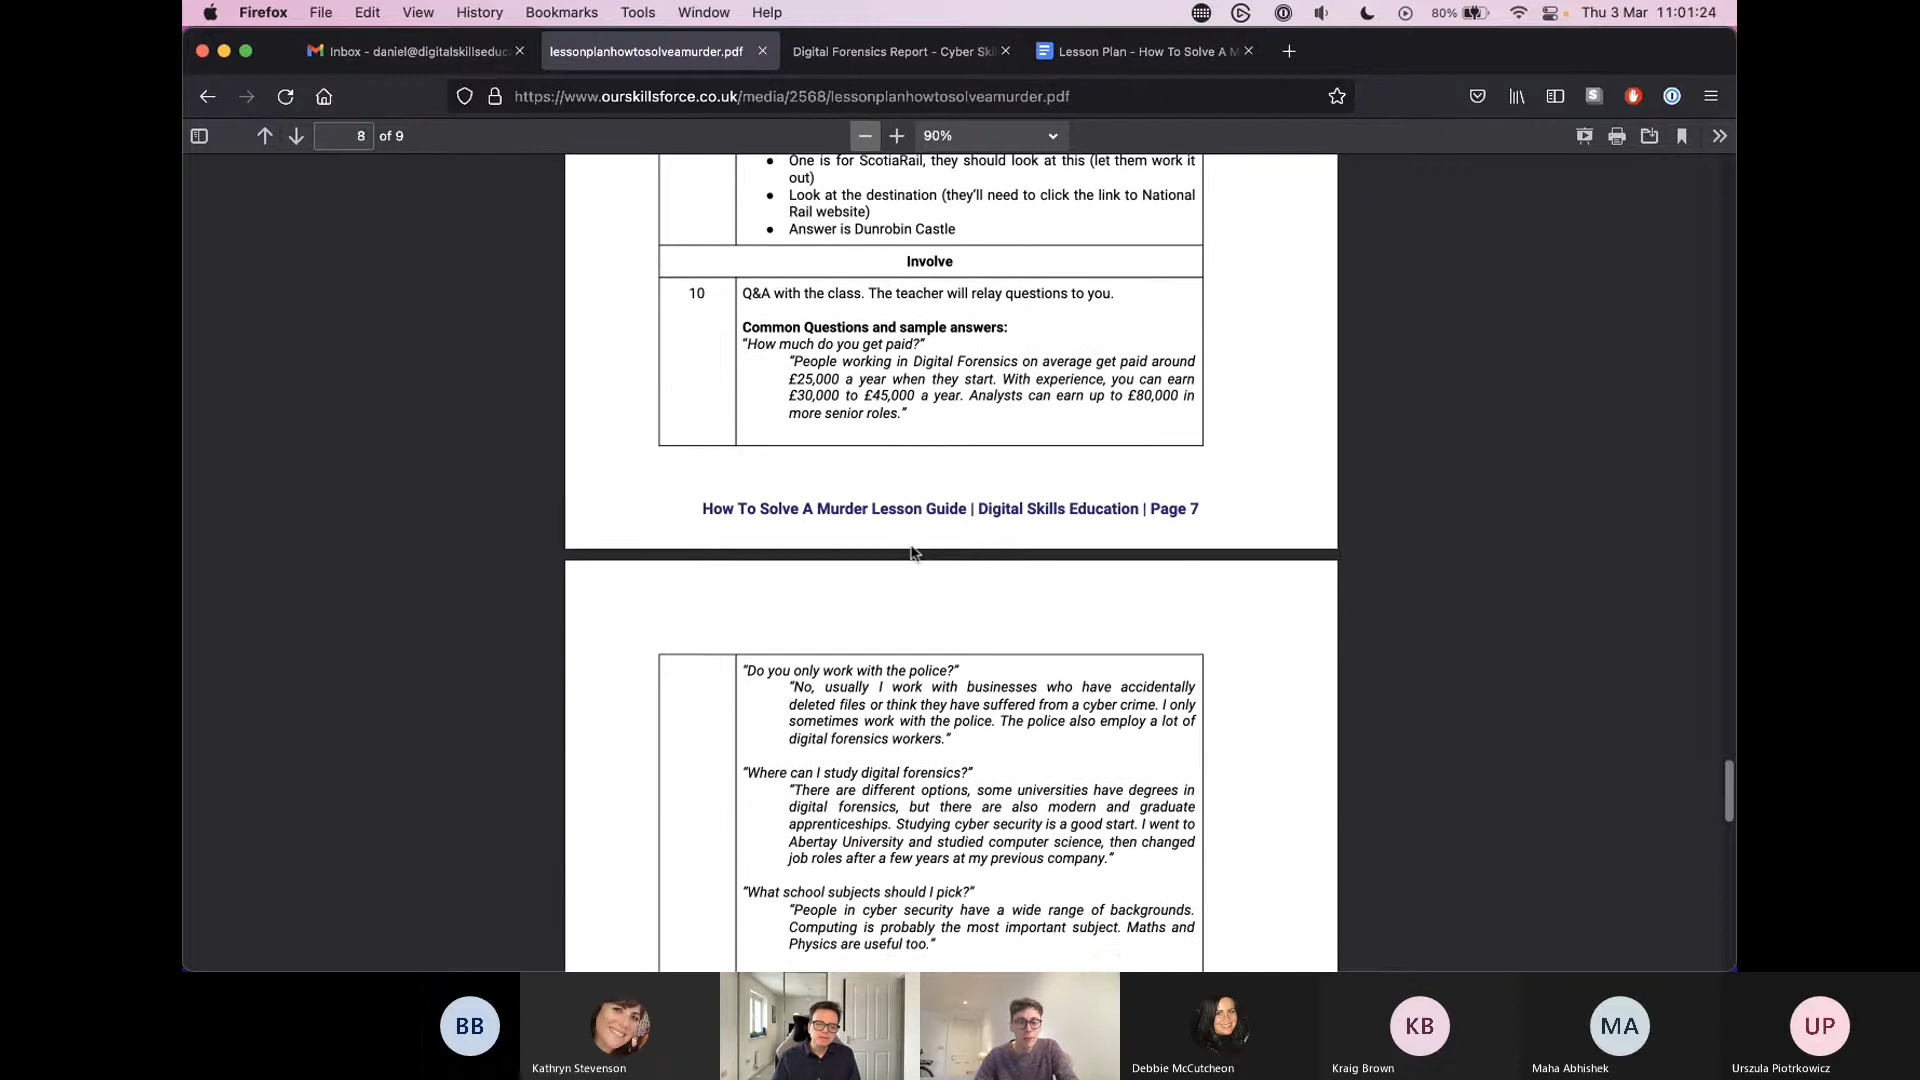 Firefox File Edit View History Bookmarks Tools Window Help 80% Thu 3 Mar 11:01:24
Inbox - daniel@digitalskillseduc
lessonplanhowtosolveamurder.pdf
Digital Forensics Report - Cyber Ski
Lesson Plan - How To Solve A M
https://www.ourskillsforce.co.uk/media/2568/lessonplanhowtosolveamurder.pdf
8 of 9
90%
• One is for ScotiaRail, they should look at this (let them work it
out)
• Look at the destination (they'll need to click the link to National
Rail website)
• Answer is Dunrobin Castle
Involve
10
Q&A with the class. The teacher will relay questions to you.
Common Questions and sample answers:
"How much do you get paid?"
"People working in Digital Forensics on average get paid around
£25,000 a year when they start. With experience, you can earn
£30,000 to £45,000 a year. Analysts can earn up to £80,000 in
more senior roles."
How To Solve A Murder Lesson Guide | Digital Skills Education | Page 7
"Do you only work with the police?"
"No, usually I work with businesses who have accidentally
deleted files or think they have suffered from a cyber crime. I only
sometimes work with the police. The police also employ a lot of
digital forensics workers."
"Where can I study digital forensics?"
"There are different options, some universities have degrees in
digital forensics, but there are also modern and graduate
apprenticeships. Studying cyber security is a good start. I went to
Abertay University and studied computer science, then changed
job roles after a few years at my previous company."
"What school subjects should I pick?"
"People in cyber security have a wide range of backgrounds.
Computing is probably the most important subject. Maths and
Physics are useful too."
BB
KB
MA
UP
Kathryn Stevenson
Debbie McCutcheon
Kraig Brown
Maha Abhishek
Urszula Piotrkowicz